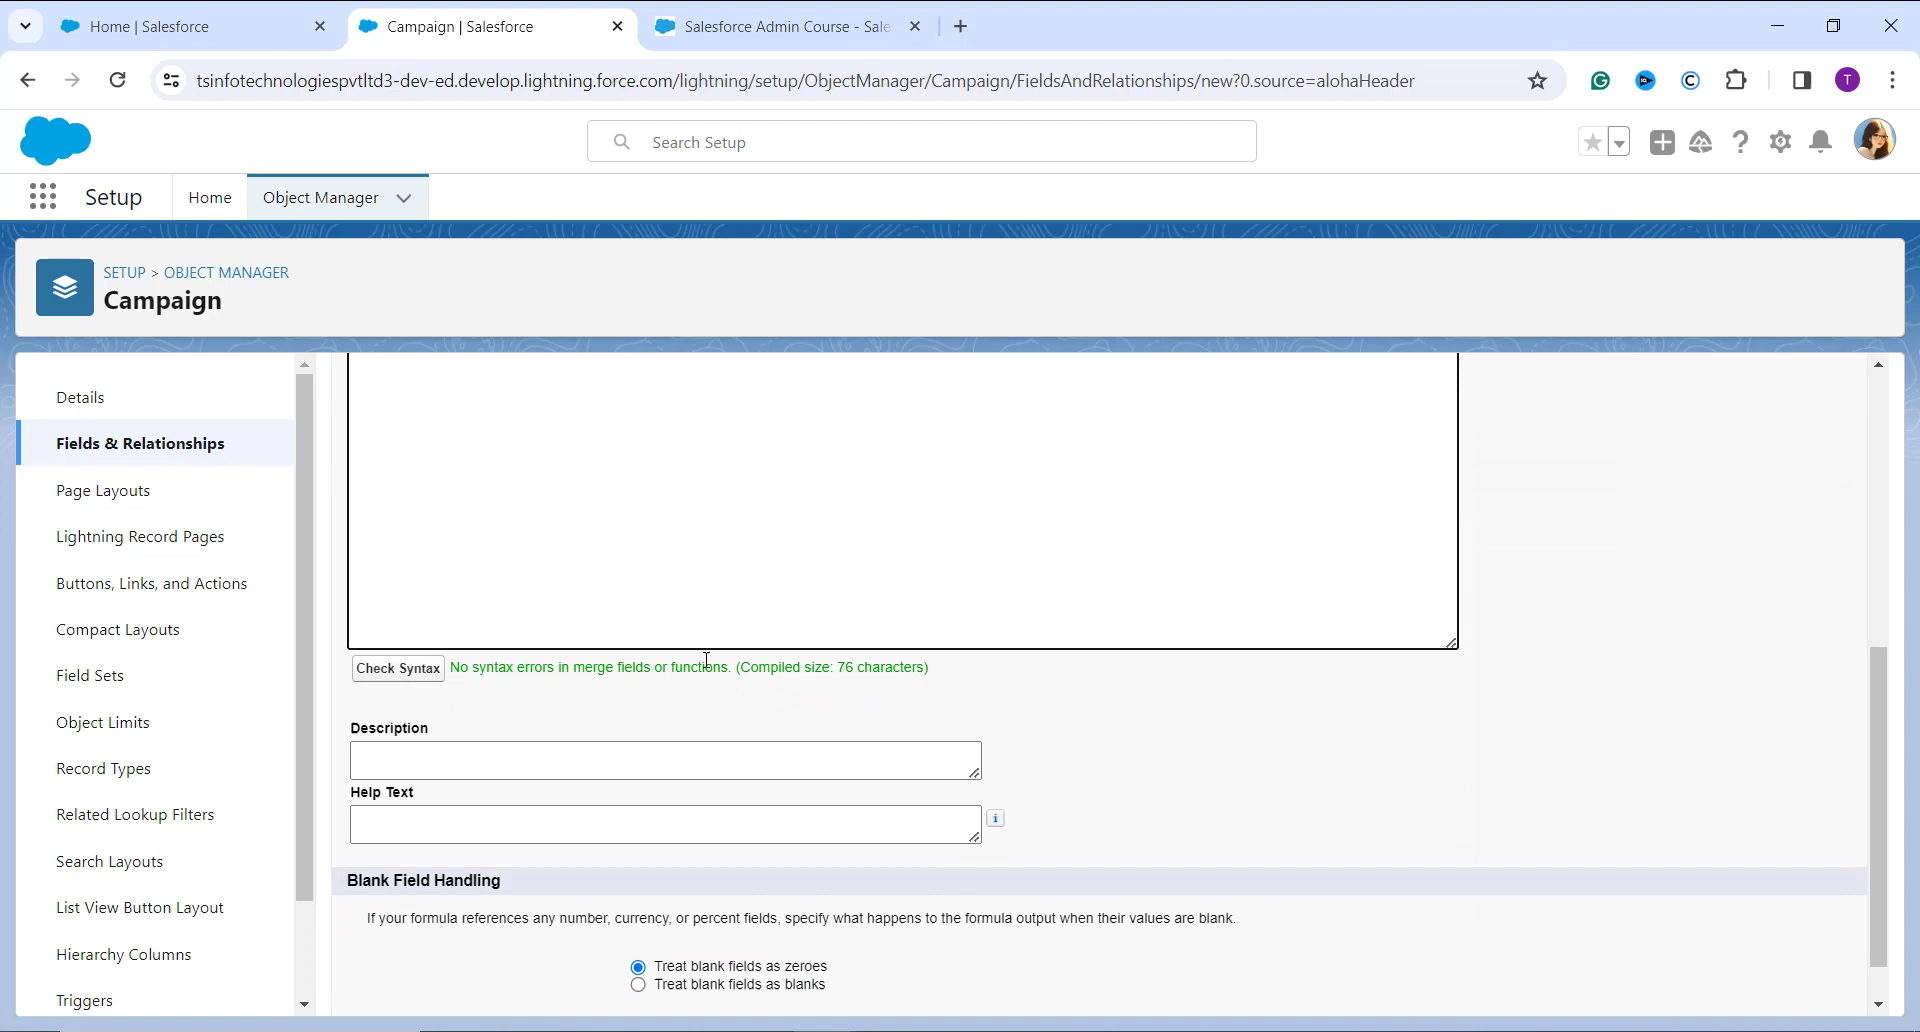 Home | Salesforce
Campaign | Salesforce
Salesforce Admin Course - Sale
tsinfotechnologiespvtltd3-dev-ed.develop.lightning.force.com/lightning/setup/ObjectManager/Campaign/FieldsAndRelationships/new?0.source=alohaHeader
T
Search Setup
Setup
Home
Object Manager
SETUP > OBJECT MANAGER
Campaign
Details
Fields & Relationships
Page Layouts
Lightning Record Pages
Buttons, Links, and Actions
Compact Layouts
Field Sets
Object Limits
Record Types
Related Lookup Filters
Search Layouts
List View Button Layout
Hierarchy Columns
Triggers
Check Syntax No syntax errors in merge fields or functions. (Compiled size: 76 characters)
Description
Help Text
i
Blank Field Handling
If your formula references any number, currency, or percent fields, specify what happens to the formula output when their values are blank.
Treat blank fields as zeroes
Treat blank fields as blanks